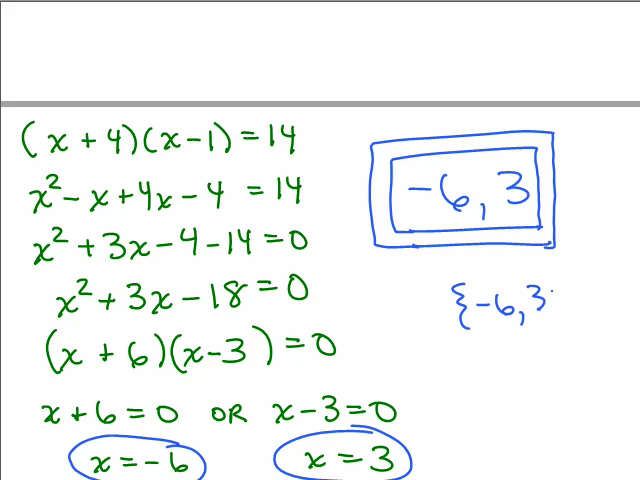 (x + 4)(x - 1) = 14
x² - x + 4x - 4 = 14
x² + 3x - 4 - 14 = 0
x² + 3x - 18 = 0
(x + 6)(x - 3) = 0
x + 6 = 0 OR x - 3 = 0
x = -6 x = 3
-6, 3
{-6, 3